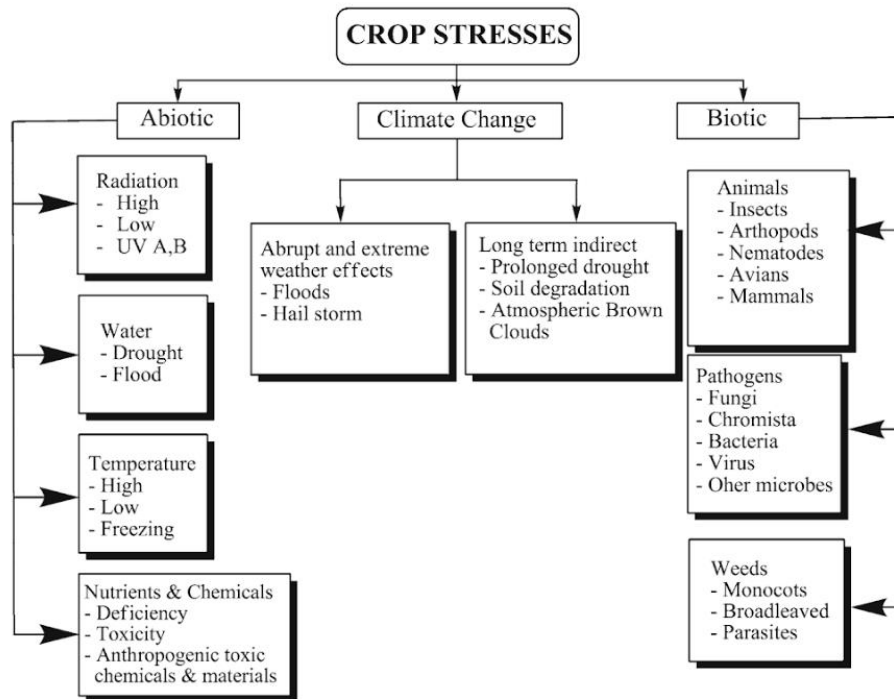 CROP STRESSES
Abiotic
Climate Change
Biotic
Radiation
- High
- Low
- UV A,B
Water
- Drought
- Flood
Temperature
- High
- Low
- Freezing
Nutrients & Chemicals
- Deficiency
- Toxicity
- Anthropogenic toxic
chemicals & materials
Abrupt and extreme
weather effects
- Floods
- Hail storm
Long term indirect
- Prolonged drought
- Soil degradation
- Atmospheric Brown
Clouds
Animals
- Insects
- Arthopods
- Nematodes
- Avians
- Mammals
Pathogens
- Fungi
- Chromista
- Bacteria
- Virus
- Oher microbes
Weeds
- Monocots
- Broadleaved
- Parasites